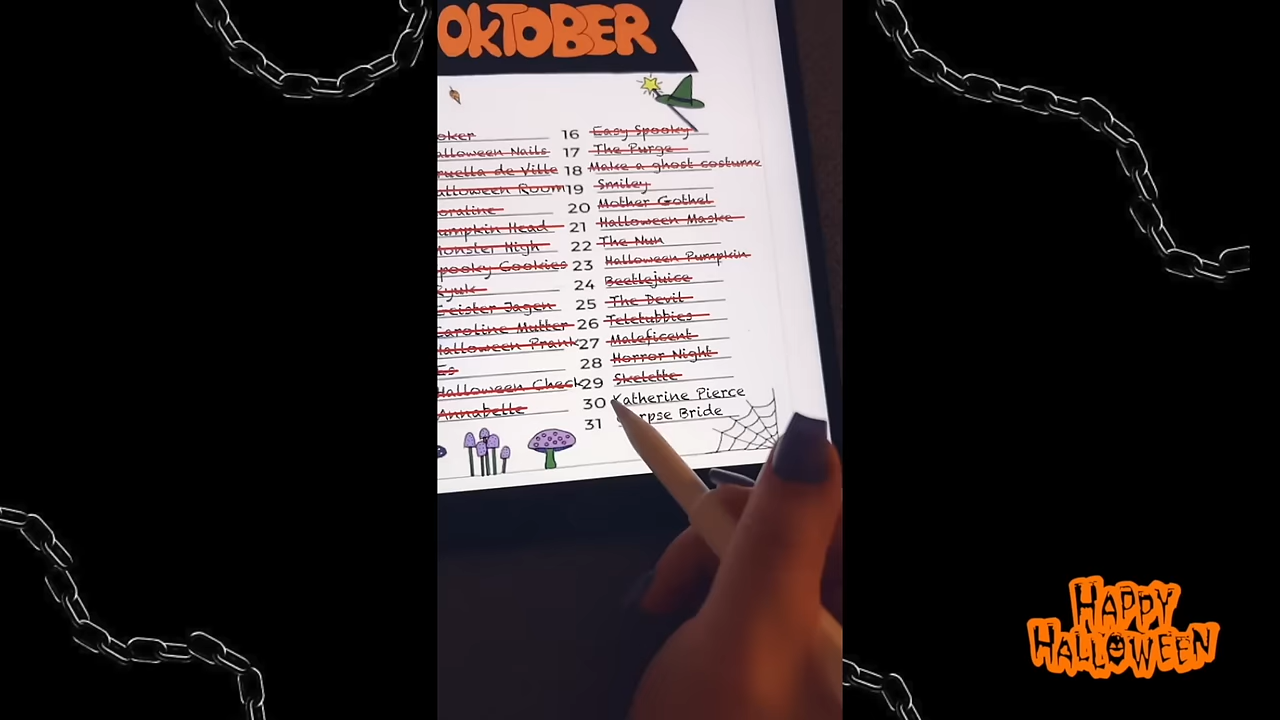 OKTOBER
oker
alloween Nails
ruella de Ville
alloween Room
oraline
umpkin Head
onster High
pooky Cookies
Ryuk
eister Jagen
Caroline Mutter
Halloween Prank
Es
Halloween Check
Annabelle
16 Easy Spooky
17 The Purge
18 Make a ghost costume
19 Smiley
20 Mother Gothel
21 Halloween Maske
22 The Nun
23 Halloween Pumpkin
24 Beetlejuice
25 The Devil
26 Teletubbies
27 Maleficent
28 Horror Night
29 Skelette
30 Katherine Pierce
31 Corpse Bride
HAPPY
HALLOWEEN